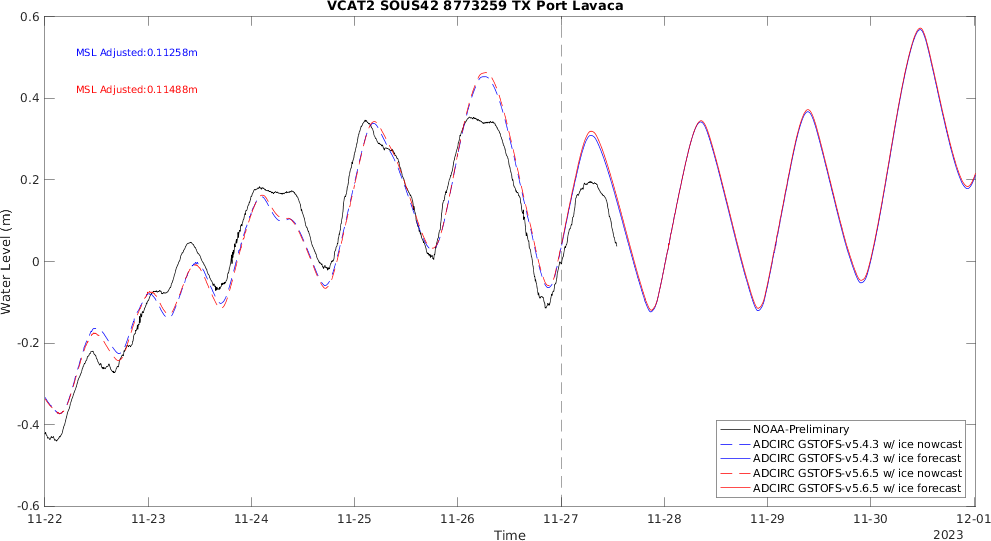 VCAT2 SOUS42 8773259 TX Port Lavaca
0.6
MSL Adjusted:0.11258m
MSL Adjusted:0.11488m
0.4
0.2
0
-0.2
-0.4
-0.6
Water Level (m)
NOAA-Preliminary
ADCIRC GSTOFS-v5.4.3 w/ ice nowcast
ADCIRC GSTOFS-v5.4.3 w/ ice forecast
ADCIRC GSTOFS-v5.6.5 w/ ice nowcast
ADCIRC GSTOFS-v5.6.5 w/ ice forecast
11-22 11-23 11-24 11-25 11-26 11-27 11-28 11-29 11-30 12-01
Time
2023